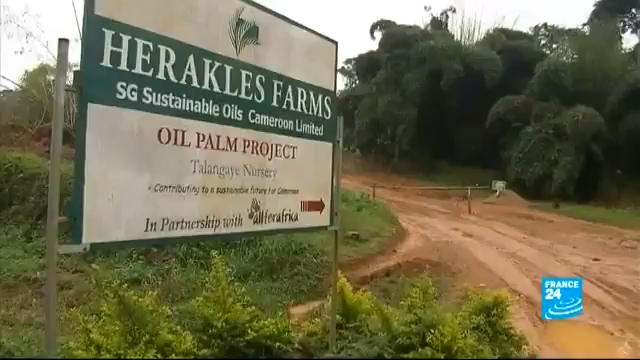 HERAKLES FARMS
SG Sustainable Oils Cameroon Limited
OIL PALM PROJECT
Talangaye Nursery
- Contributing to a sustainable future for Cameroon
In Partnership with allforafrica
FRANCE
24